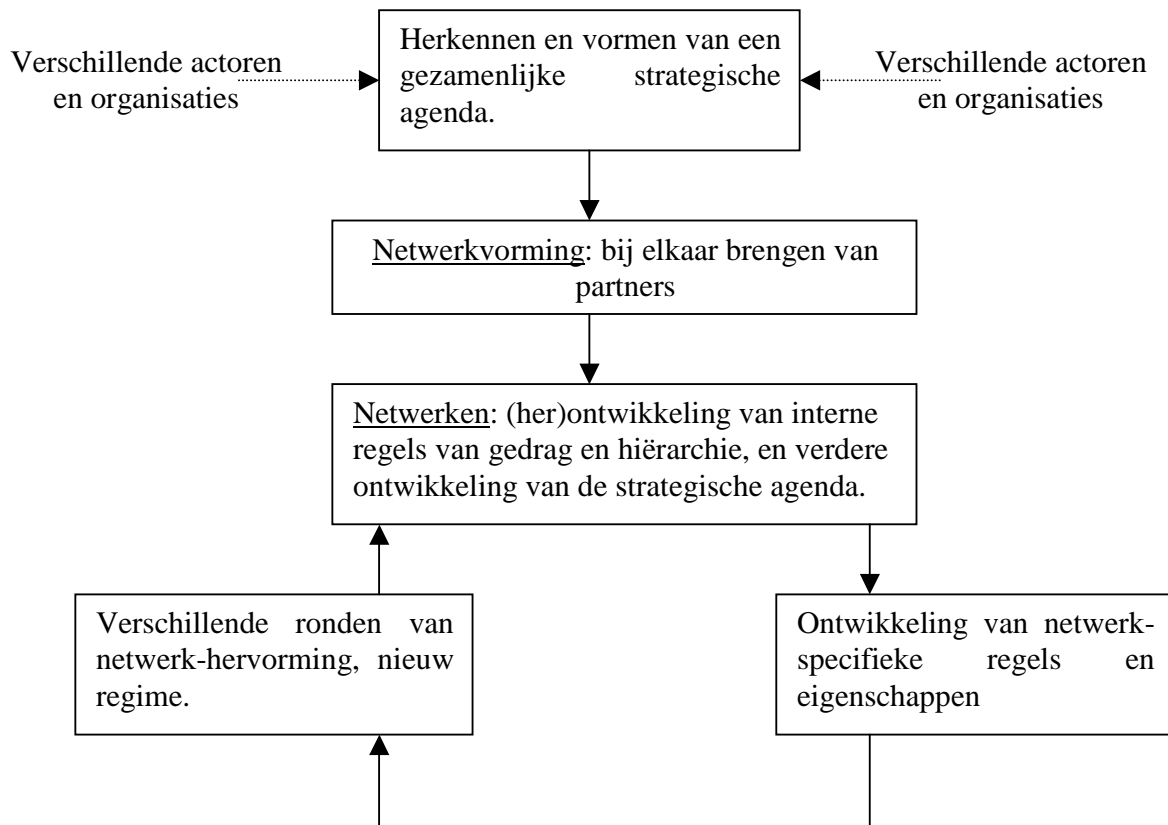 Verschillende actoren
en organisaties
Herkennen en vormen van een
gezamenlijke strategische
agenda.
Verschillende actoren
en organisaties
Netwerkvorming: bij elkaar brengen van
partners
Netwerken: (her)ontwikkeling van interne
regels van gedrag en hiërarchie, en verdere
ontwikkeling van de strategische agenda.
Verschillende ronden van
netwerk-hervorming, nieuw
regime.
Ontwikkeling van netwerk-
specifieke regels en
eigenschappen